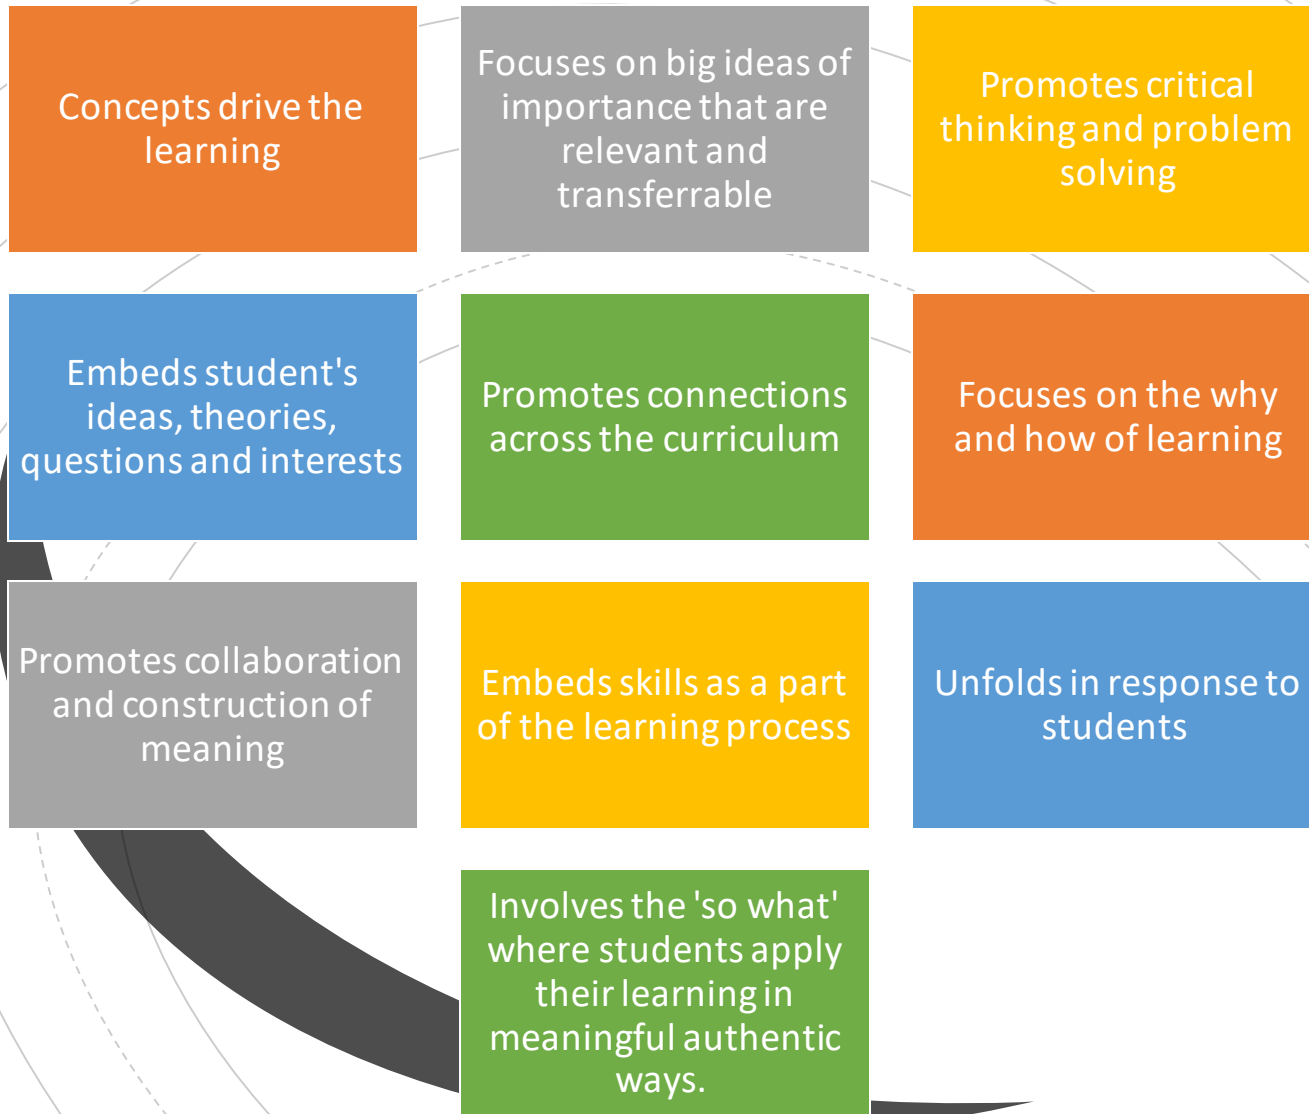 Concepts drive the
learning
Focuses on big ideas of
importance that are
relevant and
transferrable
Promotes critical
thinking and problem
solving
Embeds student's
ideas, theories,
questions and interests
Promotes connections
across the curriculum
Focuses on the why
and how of learning
Promotes collaboration
and construction of
meaning
Embeds skills as a part
of the learning process
Unfolds in response to
students
Involves the 'so what'
where students apply
their learning in
meaningful authentic
ways.